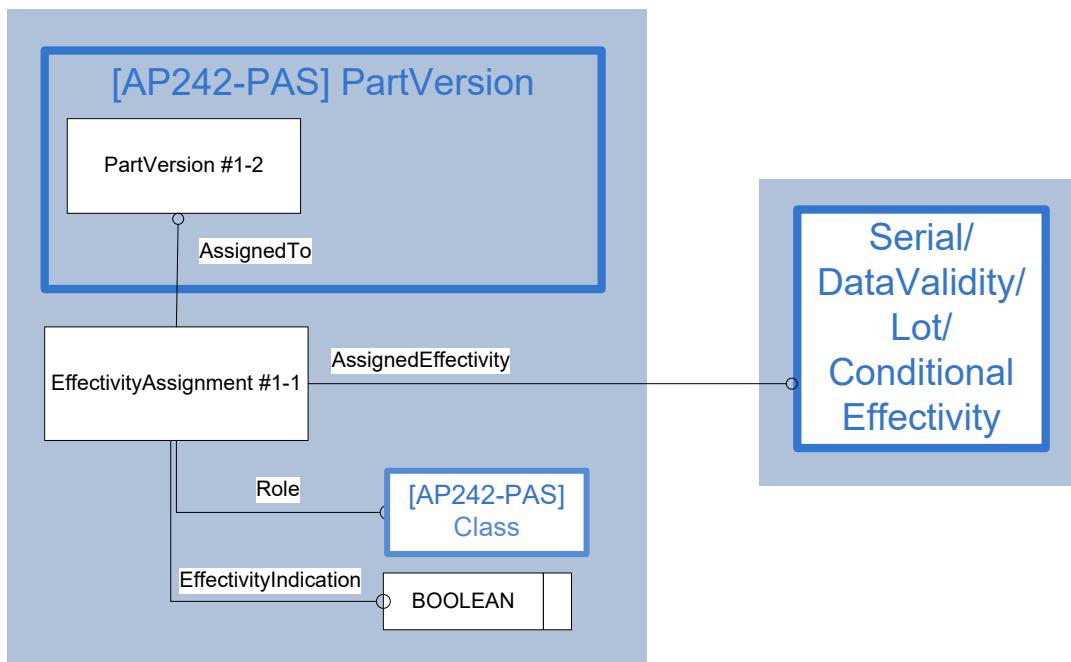 [AP242-PAS] PartVersion
PartVersion #1-2
AssignedTo
Serial/
DataValidity/
Lot/
Conditional
Effectivity
AssignedEffectivity
EffectivityAssignment #1-1
Role
[AP242-PAS]
Class
EffectivityIndication
BOOLEAN